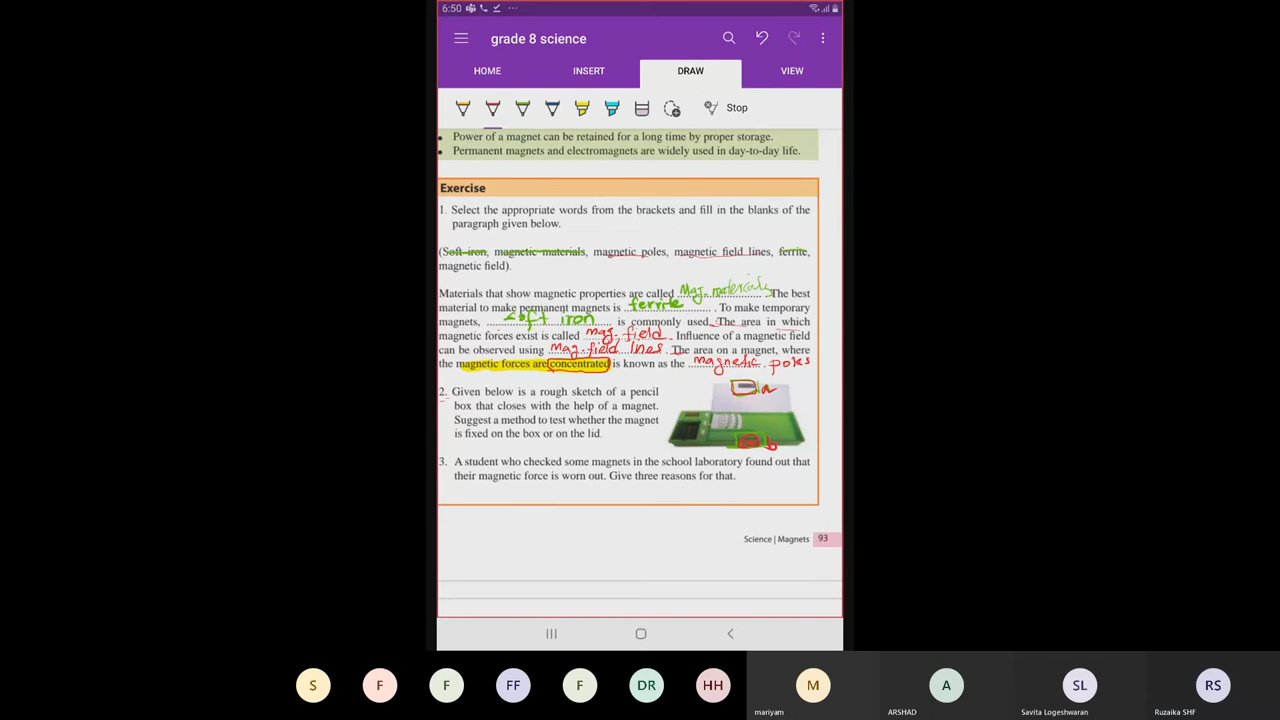 6:50
grade 8 science
HOME INSERT DRAW VIEW
Stop
• Power of a magnet can be retained for a long time by proper storage.
• Permanent magnets and electromagnets are widely used in day-to-day life.
Exercise
1. Select the appropriate words from the brackets and fill in the blanks of the
paragraph given below.
(Soft iron, magnetic materials, magnetic poles, magnetic field lines, ferrite,
magnetic field).
Materials that show magnetic properties are called mag. materials. The best
material to make permanent magnets is ferrite. To make temporary
magnets, soft iron is commonly used. The area in which
magnetic forces exist is called mag. field. Influence of a magnetic field
can be observed using mag. field lines. The area on a magnet, where
the magnetic forces are concentrated is known as the magnetic poles
2. Given below is a rough sketch of a pencil
box that closes with the help of a magnet.
Suggest a method to test whether the magnet
is fixed on the box or on the lid.
a
b
3. A student who checked some magnets in the school laboratory found out that
their magnetic force is worn out. Give three reasons for that.
Science | Magnets 93
S F F FF F DR HH M A SL RS
mariyam ARSHAD Savita Logeshwaran Ruzaika SHF